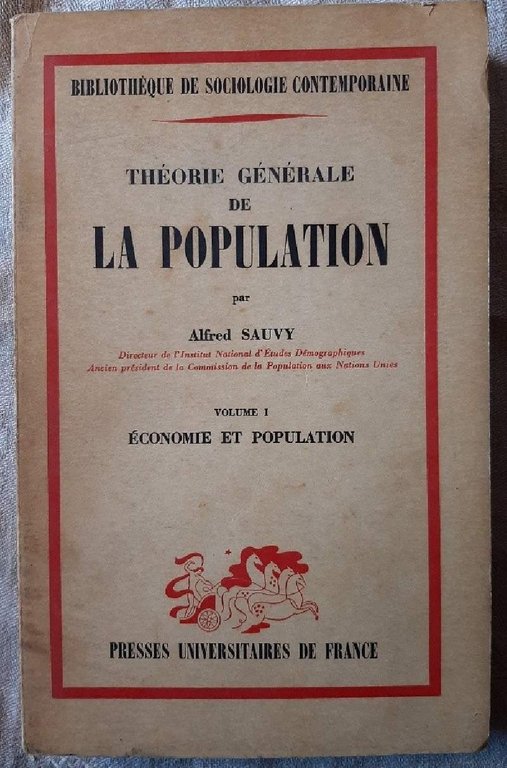 BIBLIOTHÈQUE DE SOCIOLOGIE CONTEMPORAINE
THÉORIE GÉNÉRALE
DE
LA POPULATION
par
Alfred SAUVY
Directeur de l'Institut National d'Études Démographiques
Ancien président de la Commission de la Population aux Nations Unies
VOLUME I
ÉCONOMIE ET POPULATION
PRESSES UNIVERSITAIRES DE FRANCE